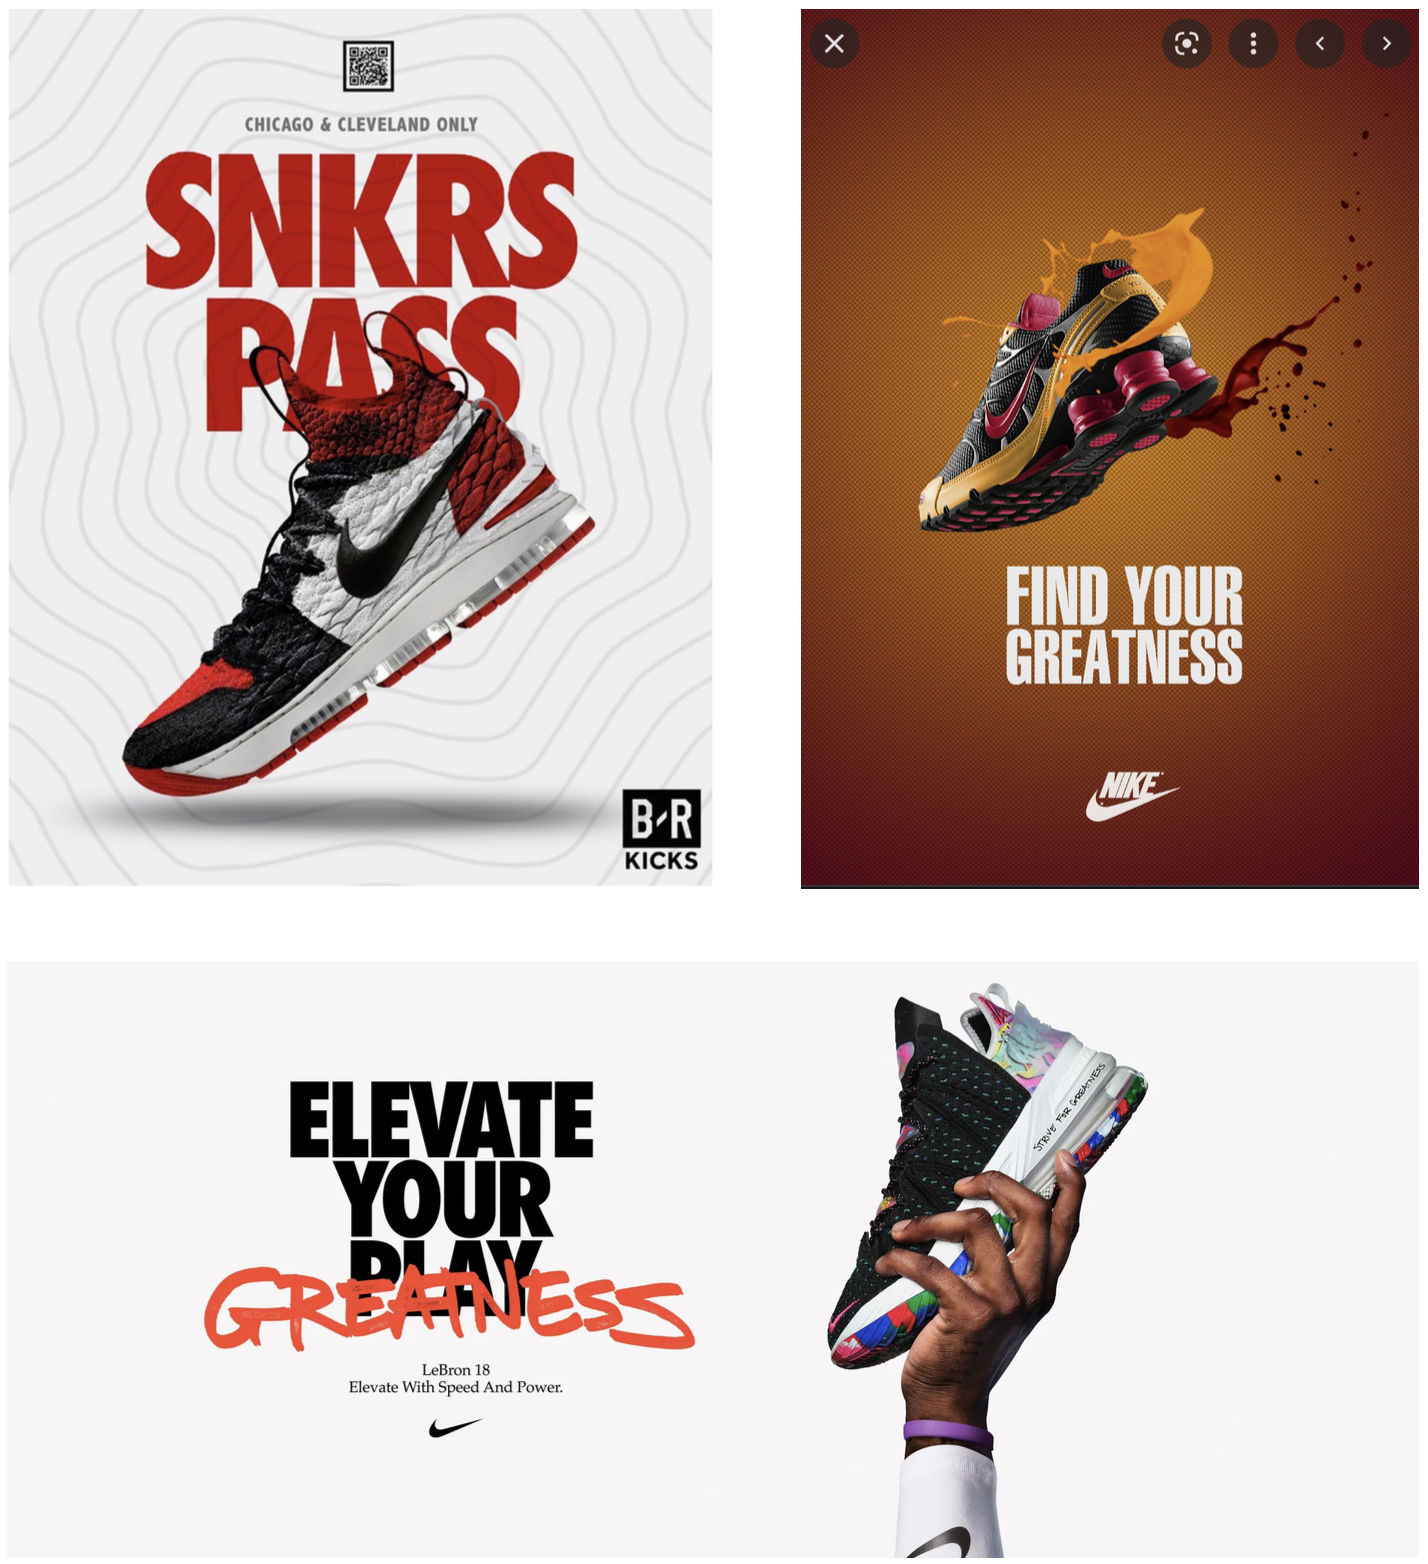 CHICAGO & CLEVELAND ONLY
SNKRS
PASS
B/R
KICKS
FIND YOUR
GREATNESS
NIKE
ELEVATE
YOUR
PLAY
GREATNESS
LeBron 18
Elevate With Speed And Power.
STRIVE FOR GREATNESS